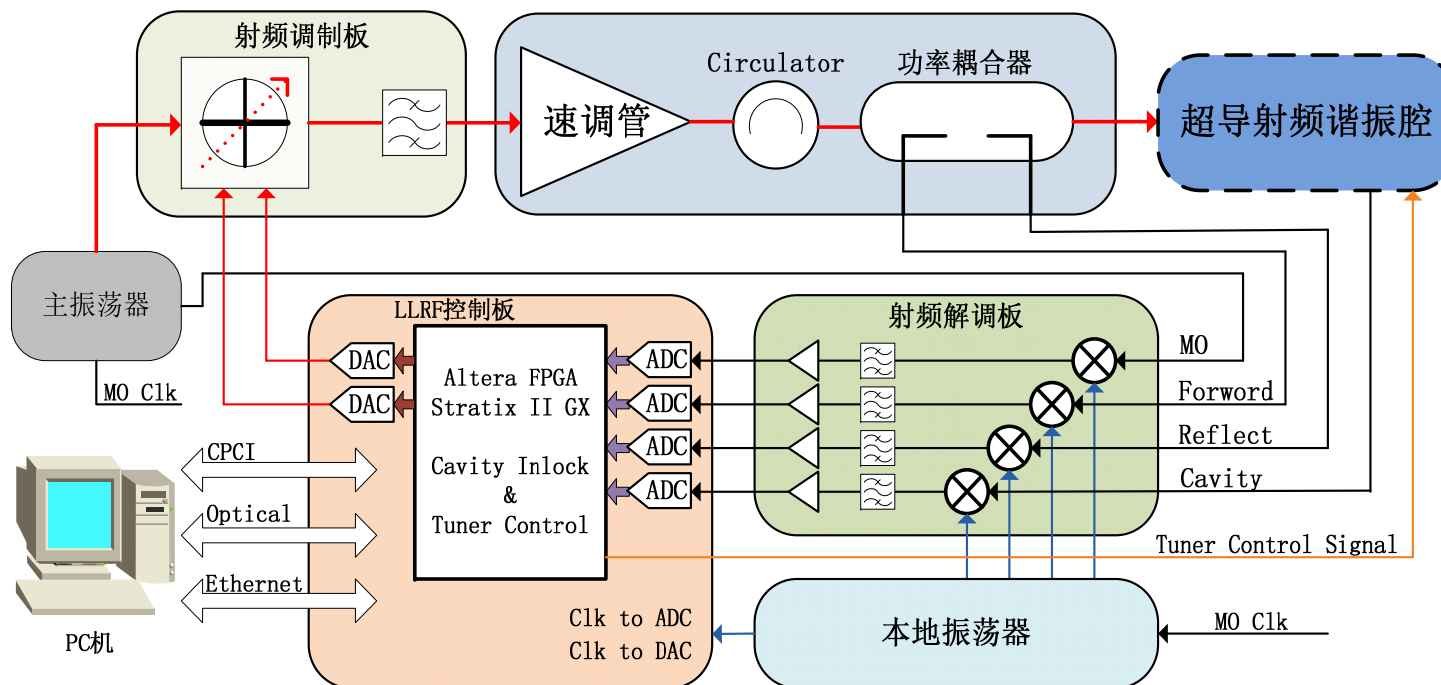 射频调制板
Circulator
功率耦合器
速调管
超导射频谐振腔
主振荡器
MO Clk
LLRF控制板
DAC
DAC
Altera FPGA
Stratix II GX
Cavity Inlock
&
Tuner Control
ADC
ADC
ADC
ADC
射频解调板
MO
Forword
Reflect
Cavity
CPCI
Optical
Ethernet
PC机
Tuner Control Signal
Clk to ADC
Clk to DAC
本地振荡器
MO Clk